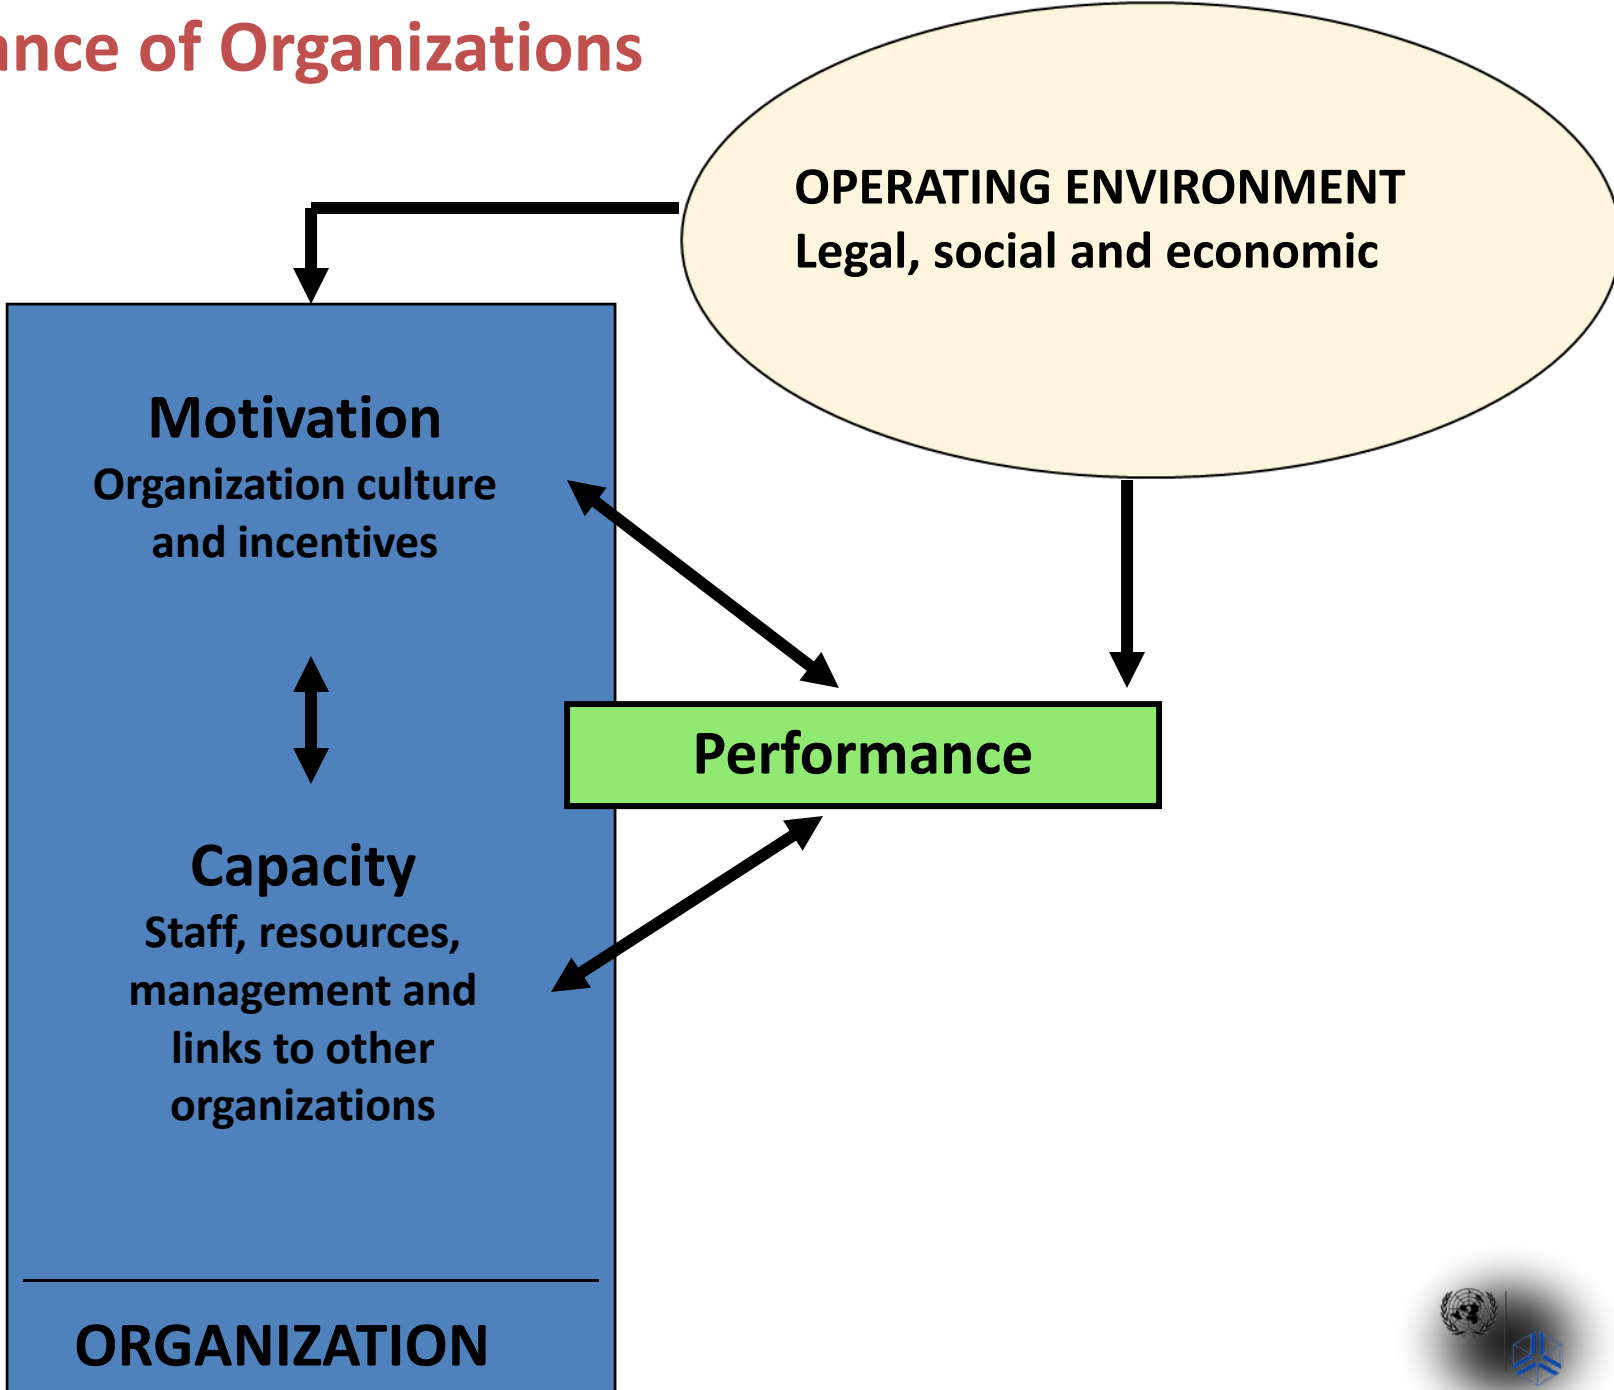 ance of Organizations
OPERATING ENVIRONMENT
Legal, social and economic
Motivation
Organization culture
and incentives
Performance
Capacity
Staff, resources,
management and
links to other
organizations
ORGANIZATION